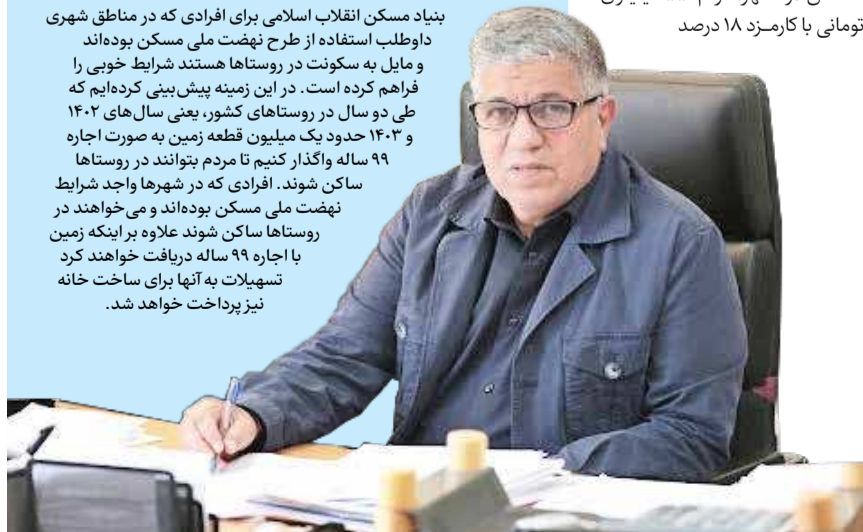 تومانی با کارمـزد ۱۸ درصد
بنیاد مسکن انقلاب اسلامی برای افرادی که در مناطق شهری
داوطلب استفاده از طرح نهضت ملی مسکن بوده‌اند
و مایل به سکونت در روستاها هستند شرایط خوبی را
فراهم کرده است. در این زمینه پیش‌بینی کرده‌ایم که
طی دو سال در روستاهای کشور، یعنی سال‌های ۱۴۰۲
و ۱۴۰۳ حدود یک میلیون قطعه زمین به صورت اجاره
۹۹ ساله واگذار کنیم تا مردم بتوانند در روستاها
ساکن شوند. افرادی که در شهرها واجد شرایط
نهضت ملی مسکن بوده‌اند و می‌خواهند در
روستاها ساکن شوند علاوه بر اینکه زمین
با اجاره ۹۹ ساله دریافت خواهند کرد
تسهیلات به آنها برای ساخت خانه
نیز پرداخت خواهد شد.